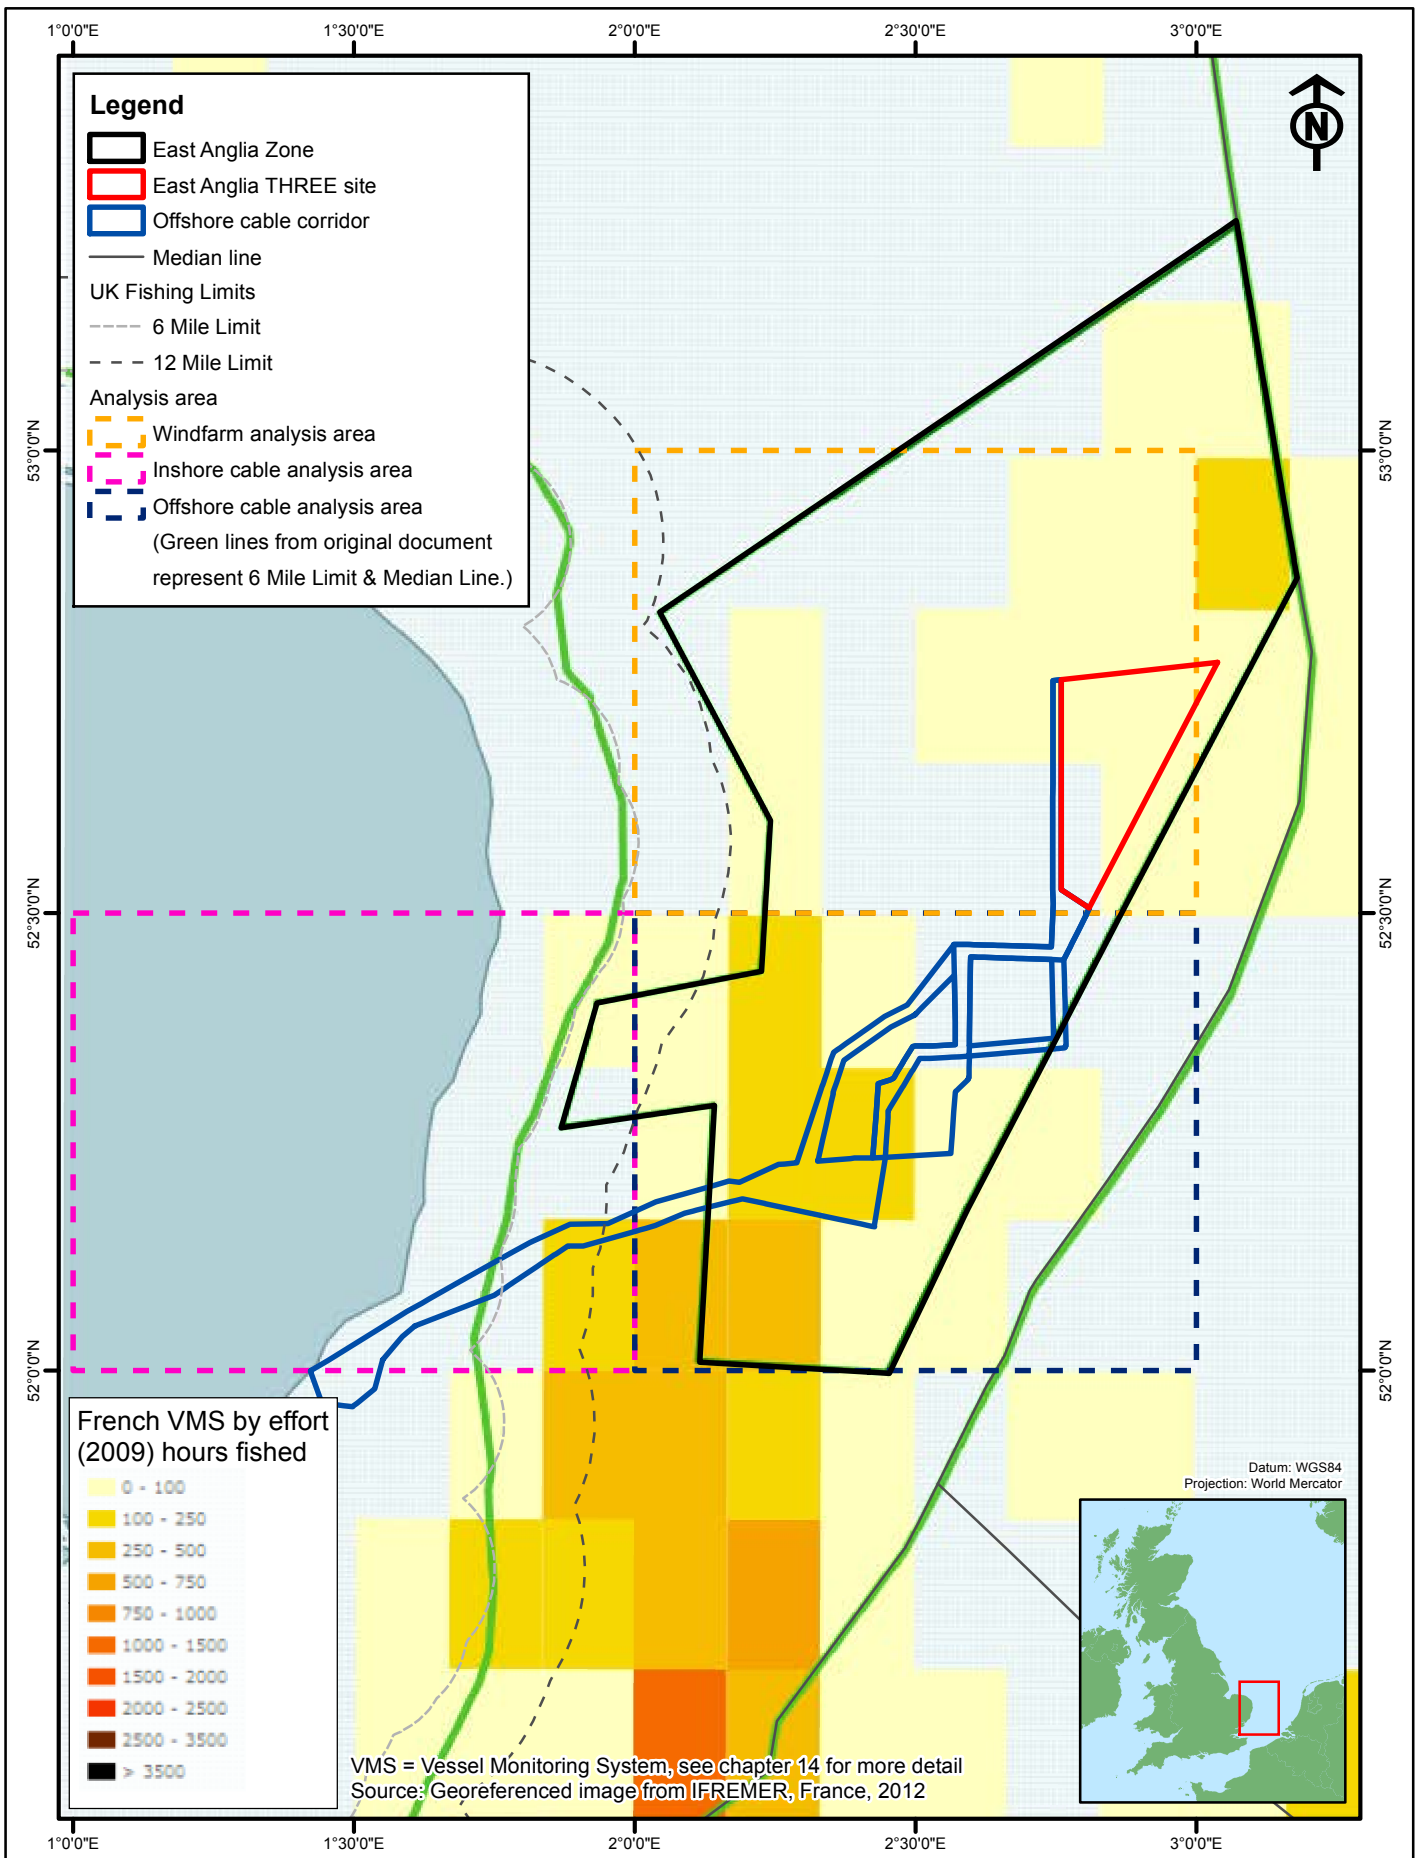 1°0'0"E 1°30'0"E 2°0'0"E 2°30'0"E 3°0'0"E
Legend
East Anglia Zone
East Anglia THREE site
Offshore cable corridor
Median line
UK Fishing Limits
6 Mile Limit
12 Mile Limit
Analysis area
Windfarm analysis area
Inshore cable analysis area
Offshore cable analysis area
(Green lines from original document
represent 6 Mile Limit & Median Line.)
N
53°0'0"N 53°0'0"N
52°30'0"N 52°30'0"N
52°0'0"N 52°0'0"N
French VMS by effort
(2009) hours fished
0 - 100
100 - 250
250 - 500
500 - 750
750 - 1000
1000 - 1500
1500 - 2000
2000 - 2500
2500 - 3500
> 3500
Datum: WGS84
Projection: World Mercator
VMS = Vessel Monitoring System, see chapter 14 for more detail
Source: Georeferenced image from IFREMER, France, 2012
1°0'0"E 1°30'0"E 2°0'0"E 2°30'0"E 3°0'0"E